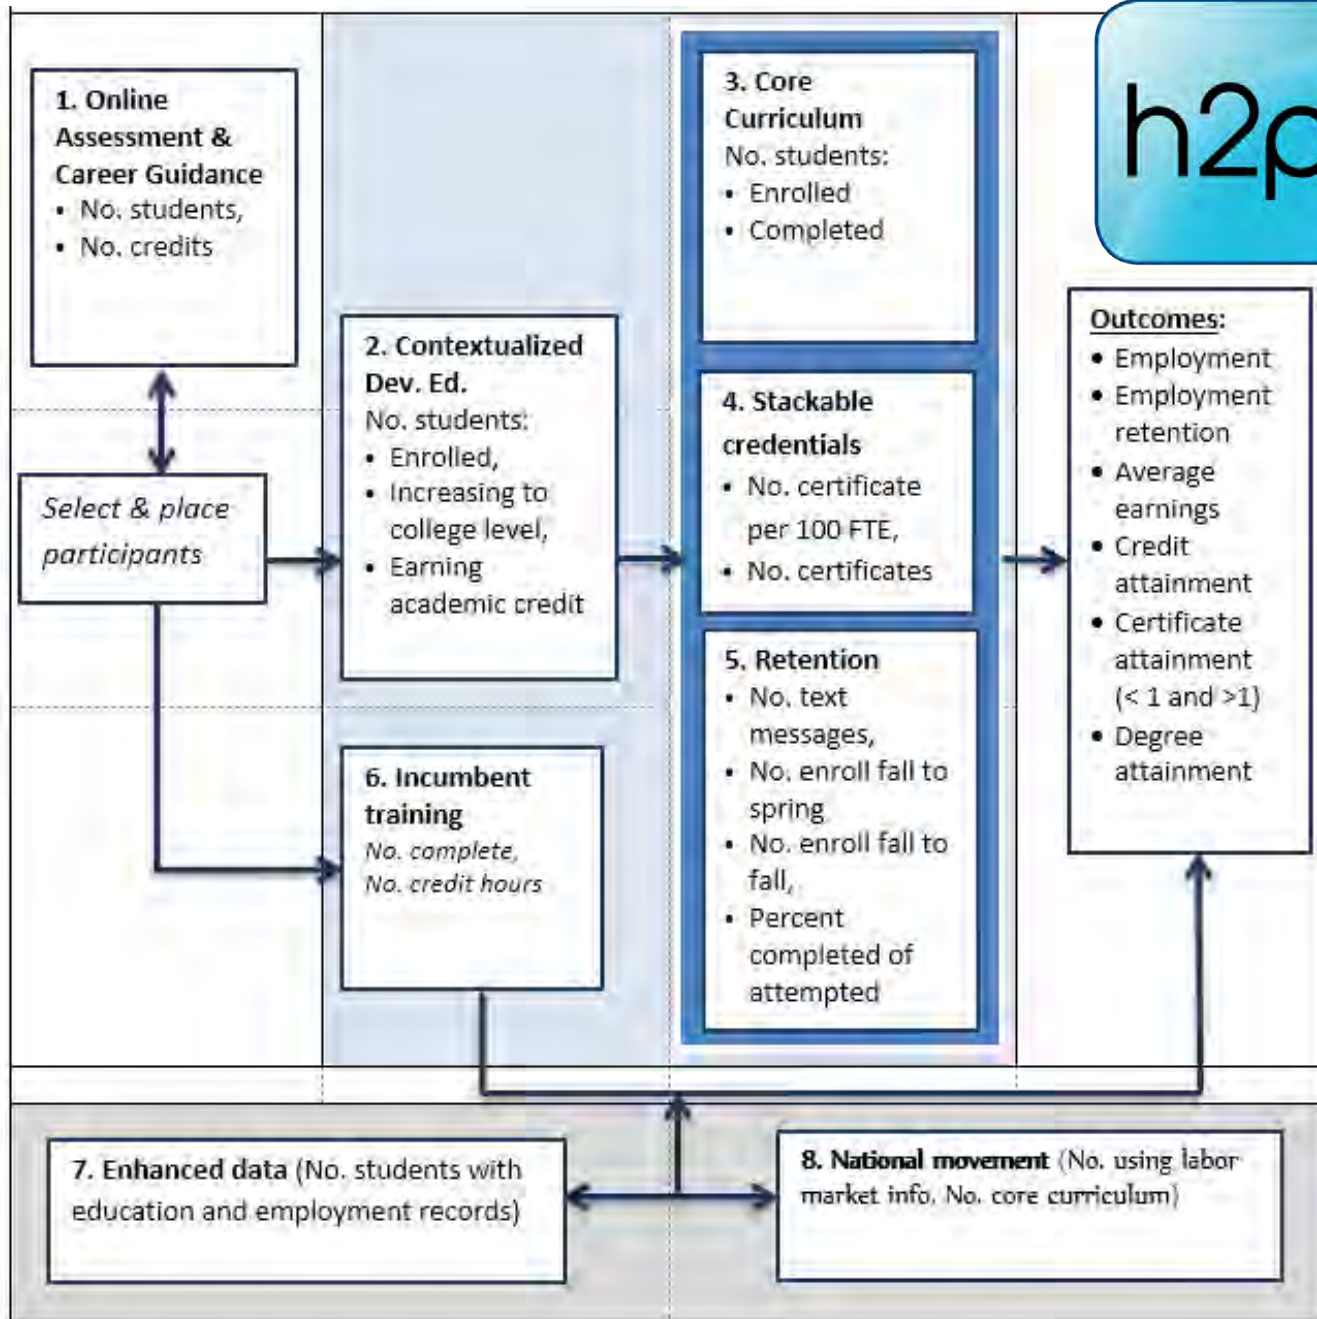 1. Online
Assessment &
Career Guidance
• No. students,
• No. credits
Select & place
participants
2. Contextualized
Dev. Ed.
No. students:
• Enrolled,
• Increasing to
college level,
• Earning
academic credit
6. Incumbent
training
No. complete,
No. credit hours
3. Core
Curriculum
No. students:
• Enrolled
• Completed
4. Stackable
credentials
• No. certificate
per 100 FTE,
• No. certificates
5. Retention
• No. text
messages,
• No. enroll fall to
spring
• No. enroll fall to
fall,
• Percent
completed of
attempted
h2p
Outcomes:
• Employment
• Employment
retention
• Average
earnings
• Credit
attainment
• Certificate
attainment
(< 1 and >1)
• Degree
attainment
7. Enhanced data (No. students with
education and employment records)
8. National movement (No. using labor
market info. No. core curriculum)